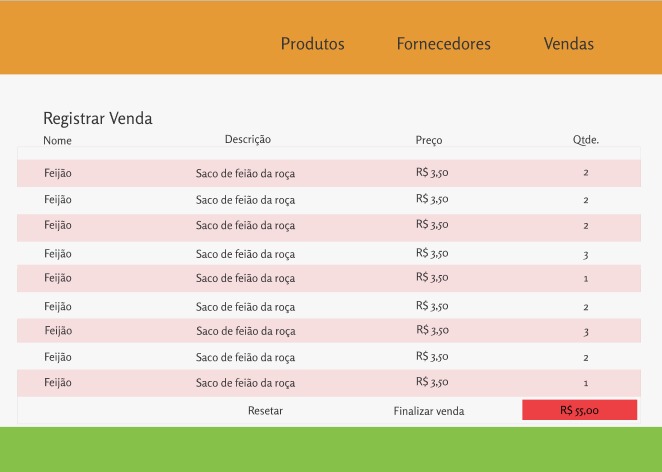 Produtos Fornecedores Vendas
Registrar Venda
Nome Descrição Preço Qtde.
Feijão Saco de feião da roça R$ 3,50 2
Feijão Saco de feião da roça R$ 3,50 2
Feijão Saco de feião da roça R$ 3,50 2
Feijão Saco de feião da roça R$ 3,50 3
Feijão Saco de feião da roça R$ 3,50 1
Feijão Saco de feião da roça R$ 3,50 2
Feijão Saco de feião da roça R$ 3,50 3
Feijão Saco de feião da roça R$ 3,50 2
Feijão Saco de feião da roça R$ 3,50 1
Resetar Finalizar venda R$ 55,00